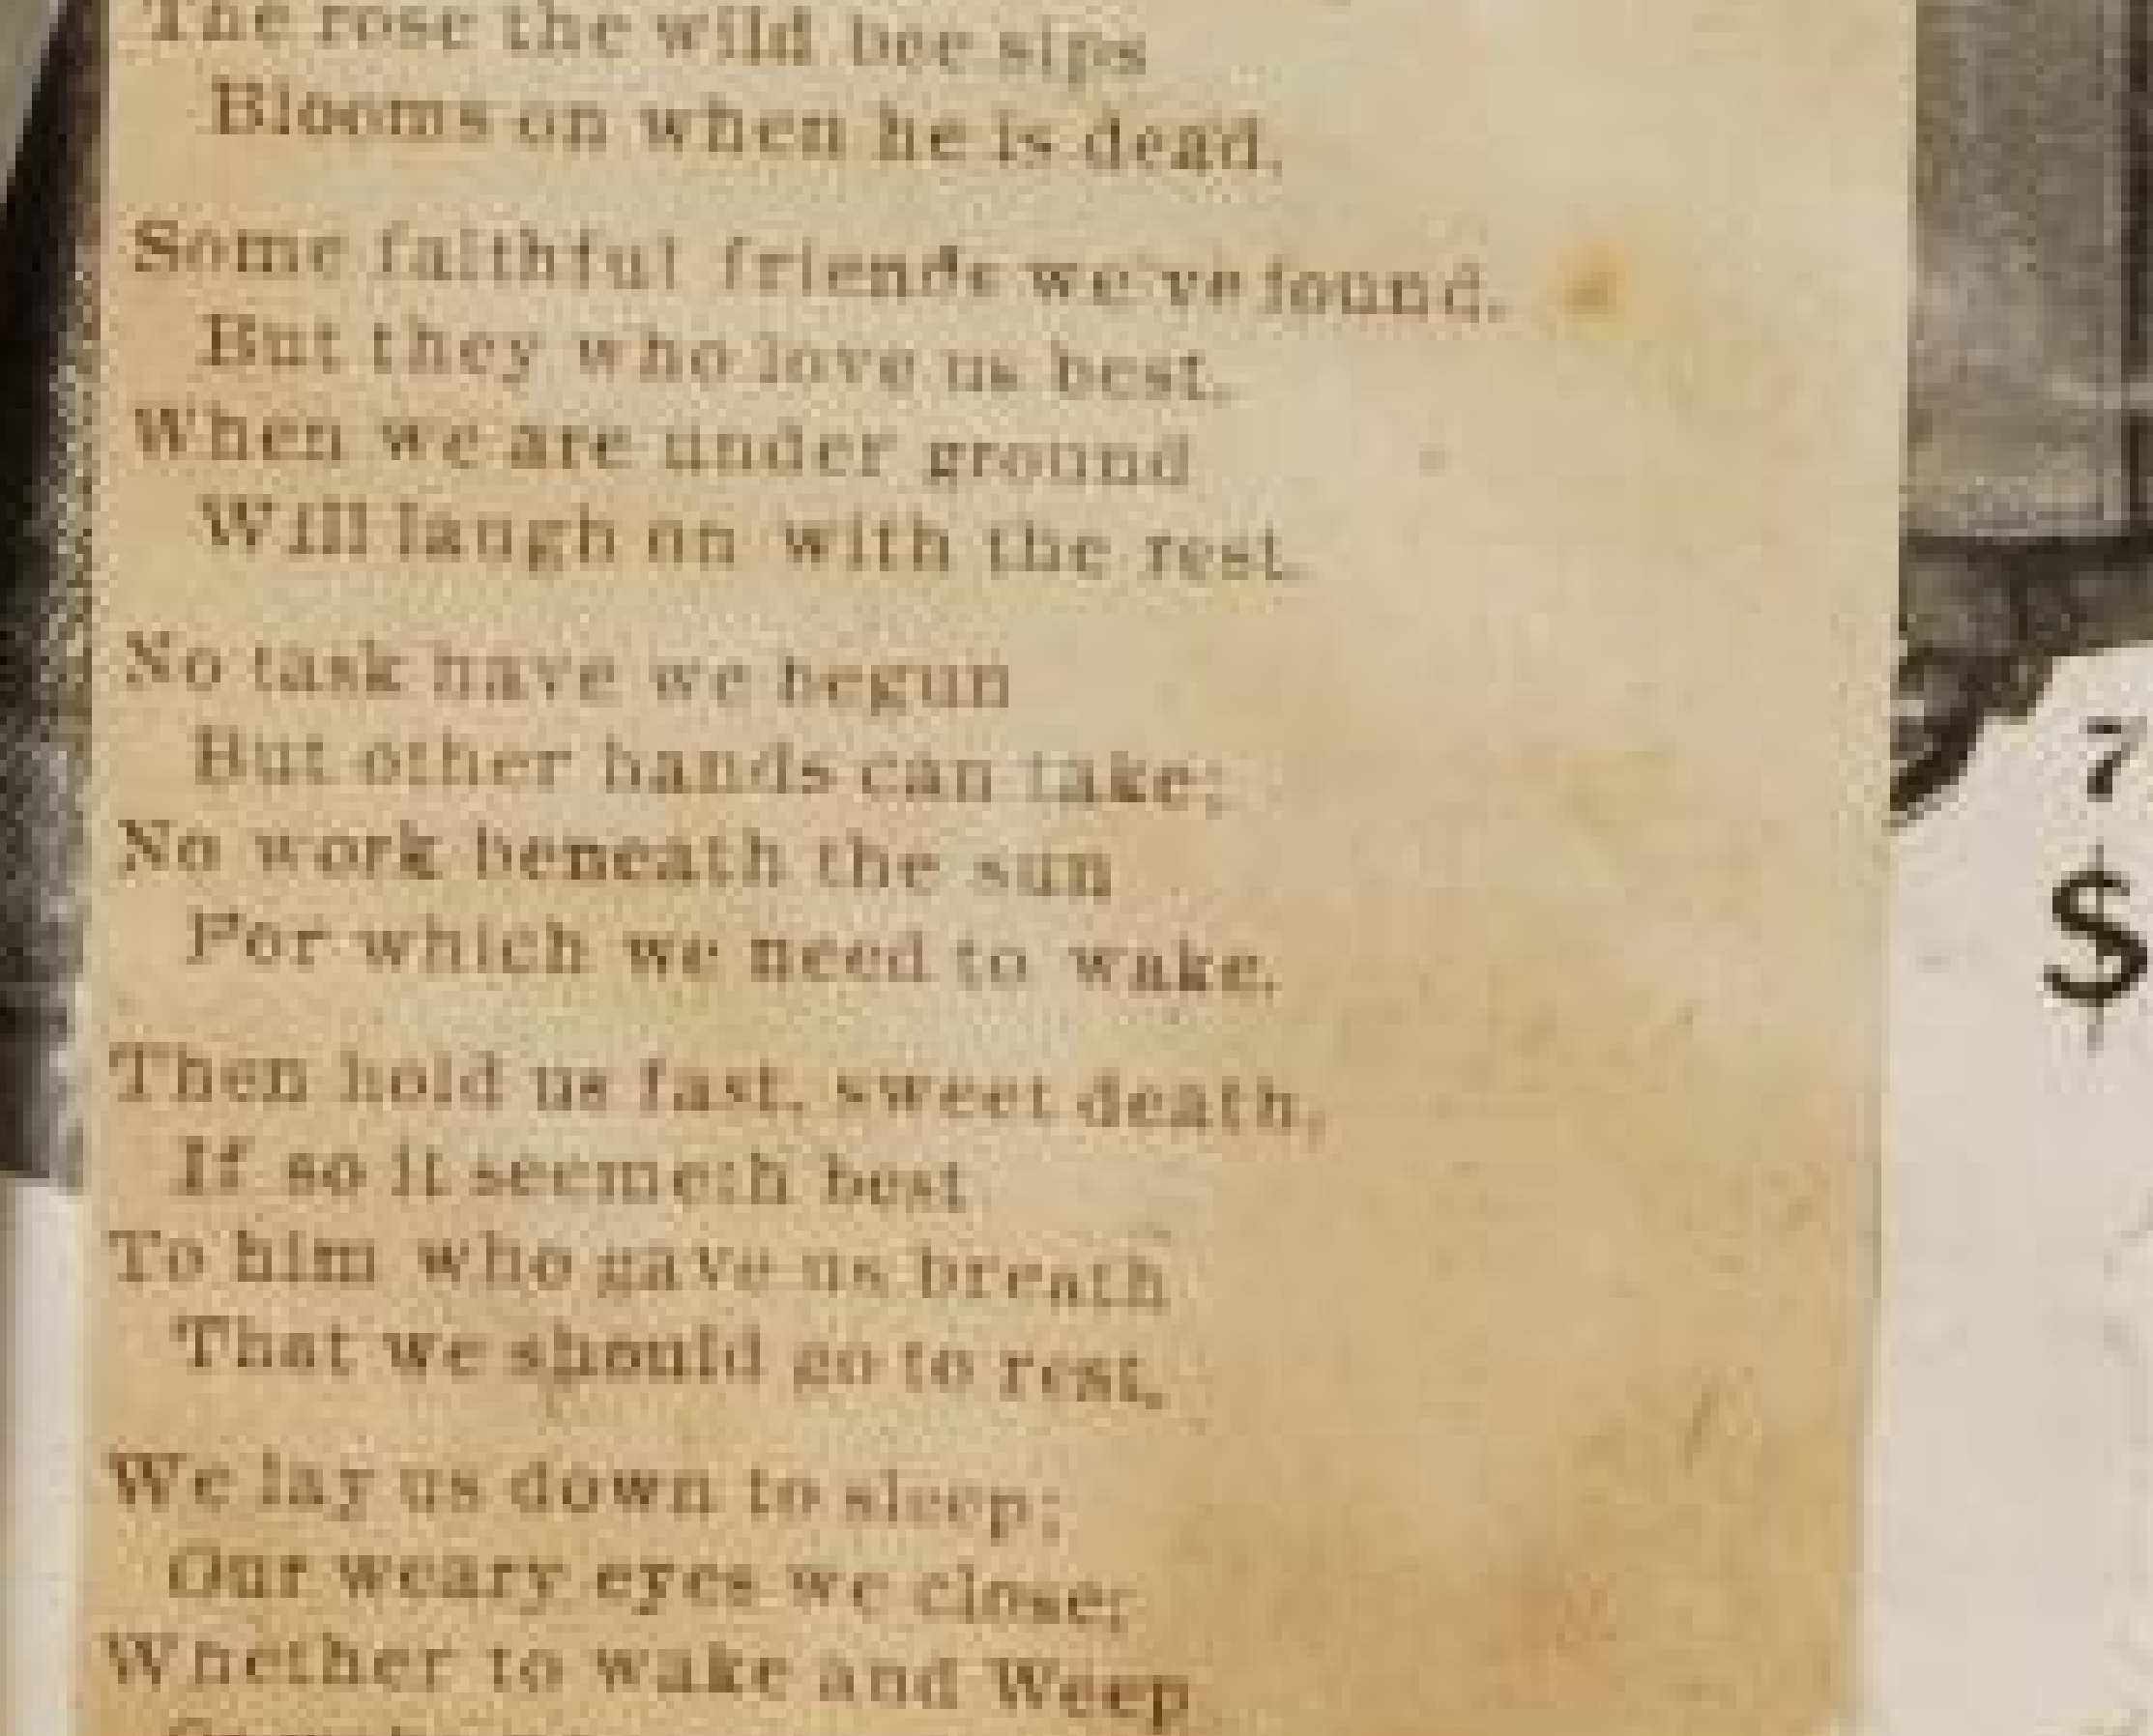 The rose the wild bee sips
Blooms on when he is dead.
Some faithful friends we've found.
But they who love us best.
When we are under ground
Will laugh on with the rest.
No task have we begun
But other hands can take;
No work beneath the sun
For which we need to wake.
Then hold us fast, sweet death,
If so it seemeth best
To him who gave us breath
That we should go to rest.
We lay us down to sleep;
Our weary eyes we close;
Whether to wake and Weep
7
$